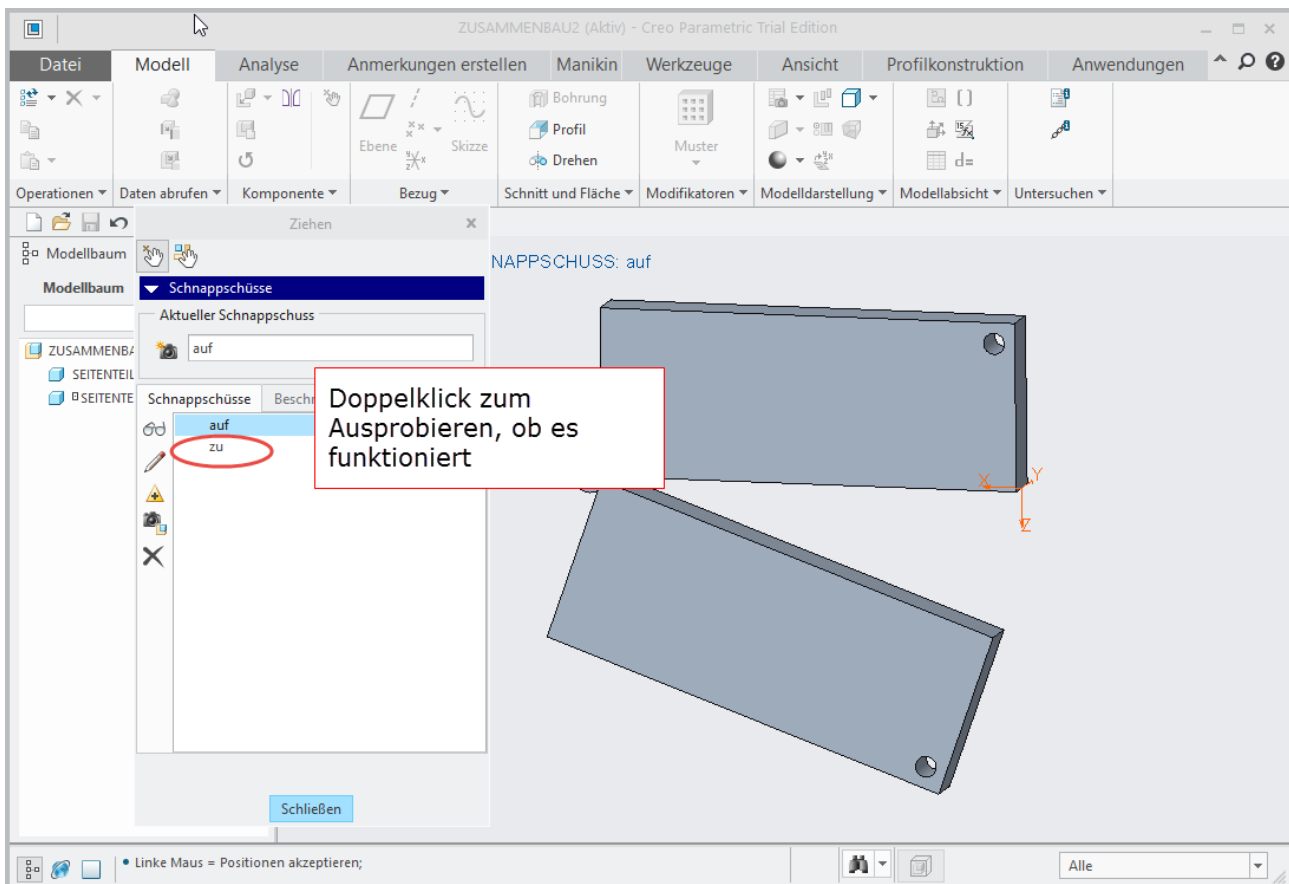 ZUSAMMENBAU2 (Aktiv) - Creo Parametric Trial Edition
Datei Modell Analyse Anmerkungen erstellen Manikin Werkzeuge Ansicht Profilkonstruktion Anwendungen
Bohrung
Profil
Ebene Skizze Muster
Drehen d=
Operationen Daten abrufen Komponente Bezug Schnitt und Fläche Modifikatoren Modelldarstellung Modellabsicht Untersuchen
Ziehen
Modellbaum
NAPPSCHUSS: auf
Modellbaum
Schnappschüsse
Aktueller Schnappschuss
auf
ZUSAMMENBA
SEITENTEIL
SEITENTE
Schnappschüsse Beschr
auf
zu
Doppelklick zum
Ausprobieren, ob es
funktioniert
X Y
Z
Schließen
Linke Maus = Positionen akzeptieren;
Alle